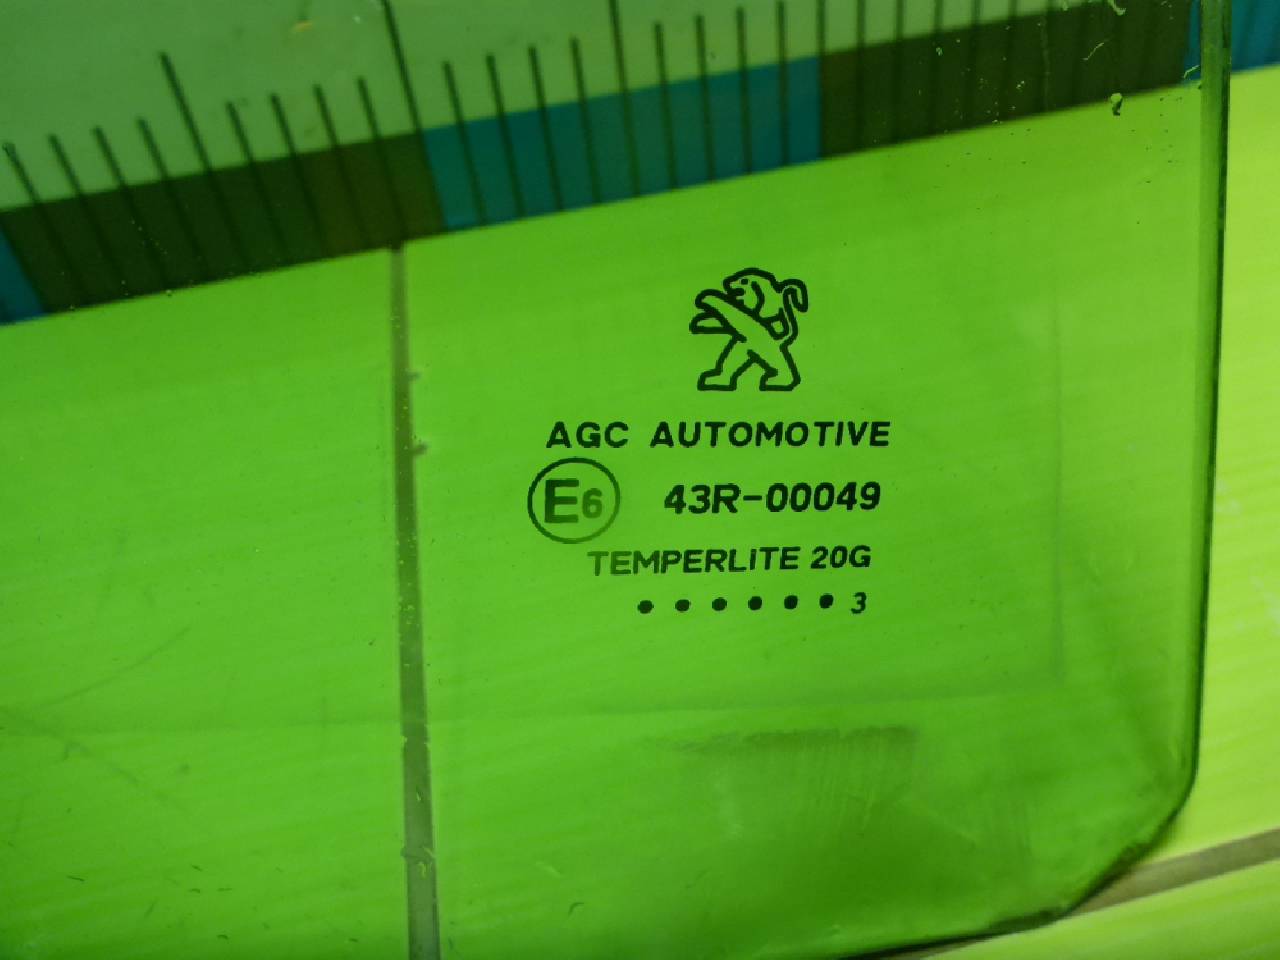 AGC AUTOMOTIVE
E6 43R-00049
TEMPERLITE 20G
• • • • • • 3